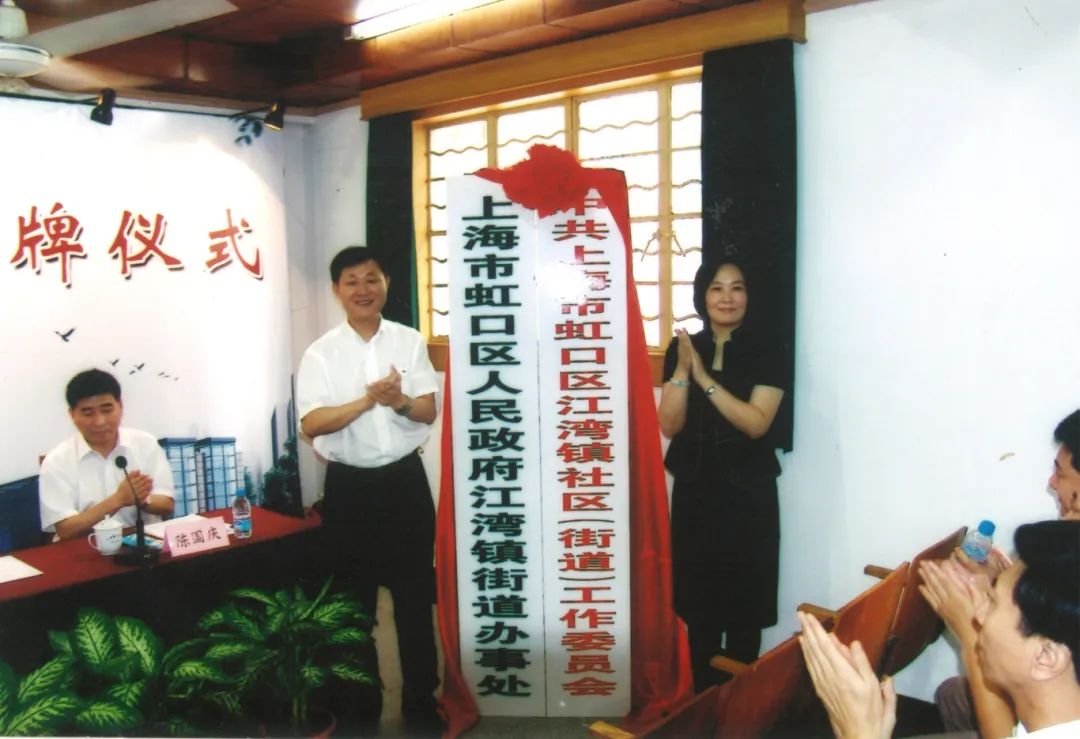 牌仪式
上海市虹口区人民政府江湾镇街道办事处
中共上海市虹口区江湾镇社区(街道)工作委员会
陈国庆